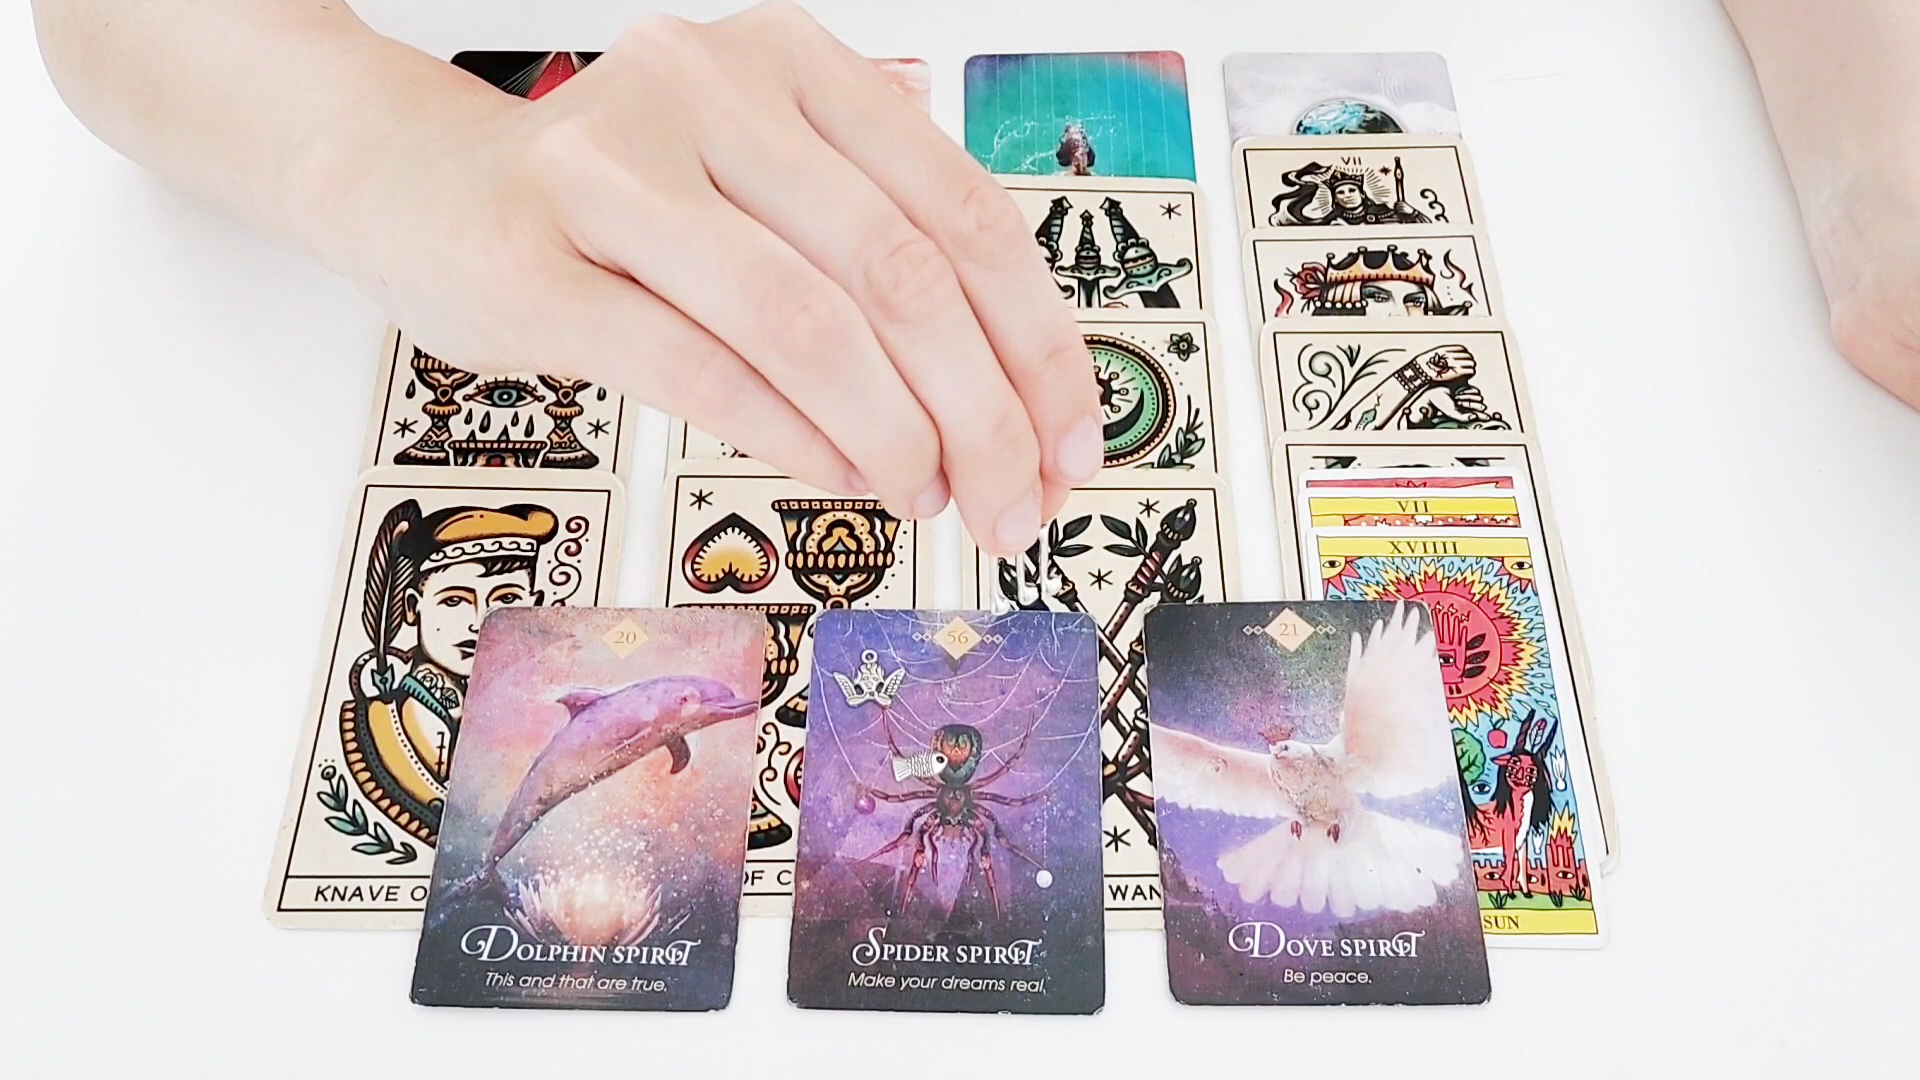 VII
VII
XVIIII
20
56
21
KNAVE O
OF C
WAN
SUN
DOLPHIN SPIRIT
This and that are true.
SPIDER SPIRIT
Make your dreams real.
DOVE SPIRIT
Be peace.